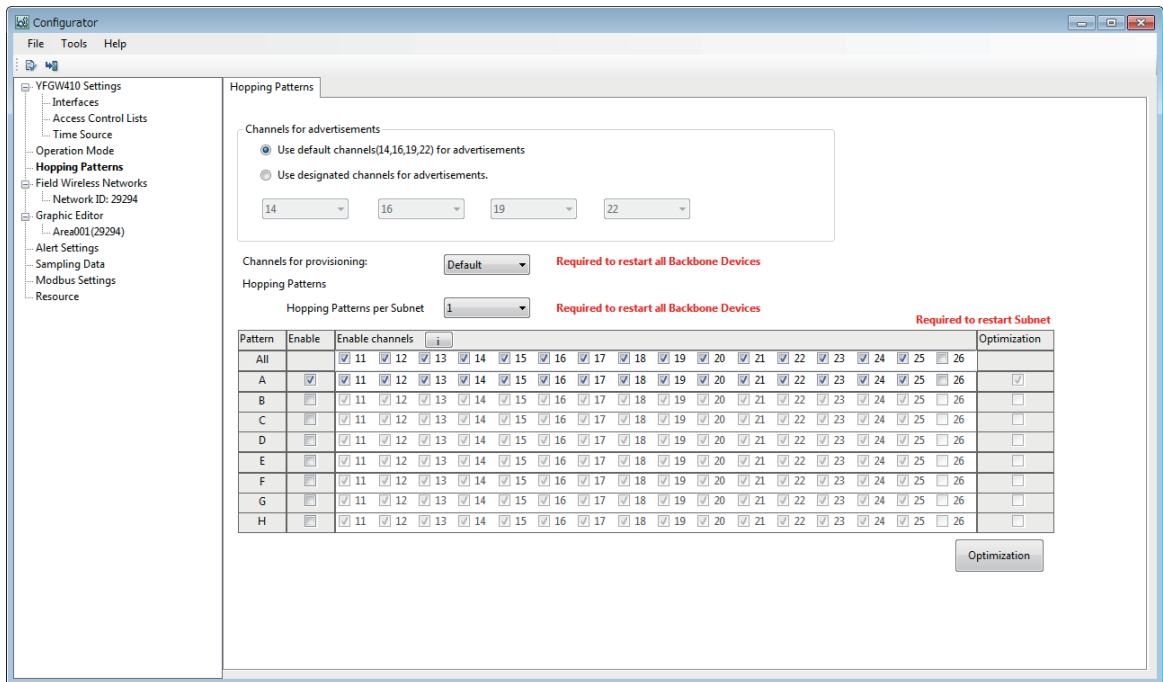 Configurator
File Tools Help
YFGW410 Settings
Interfaces
Access Control Lists
Time Source
Operation Mode
Hopping Patterns
Field Wireless Networks
Network ID: 29294
Graphic Editor
Area001(29294)
Alert Settings
Sampling Data
Modbus Settings
Resource
Hopping Patterns
Channels for advertisements
Use default channels(14,16,19,22) for advertisements
Use designated channels for advertisements.
14 16 19 22
Channels for provisioning: Default Required to restart all Backbone Devices
Hopping Patterns
Hopping Patterns per Subnet 1 Required to restart all Backbone Devices
Required to restart Subnet
Pattern Enable Enable channels i Optimization
All 11 12 13 14 15 16 17 18 19 20 21 22 23 24 25 26
A 11 12 13 14 15 16 17 18 19 20 21 22 23 24 25 26
B 11 12 13 14 15 16 17 18 19 20 21 22 23 24 25 26
C 11 12 13 14 15 16 17 18 19 20 21 22 23 24 25 26
D 11 12 13 14 15 16 17 18 19 20 21 22 23 24 25 26
E 11 12 13 14 15 16 17 18 19 20 21 22 23 24 25 26
F 11 12 13 14 15 16 17 18 19 20 21 22 23 24 25 26
G 11 12 13 14 15 16 17 18 19 20 21 22 23 24 25 26
H 11 12 13 14 15 16 17 18 19 20 21 22 23 24 25 26
Optimization